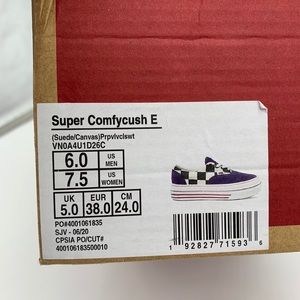 Super Comfycush E
(Suede/Canvas)Prpvlvclswt
VN0A4U1D26C
6.0 US MEN
7.5 US WOMEN
UK EUR CM
5.0 38.0 24.0
PO#4001061835
SJV - 06/20
CPSIA PO/CUT#
400106183500010
1 92827 71593 6